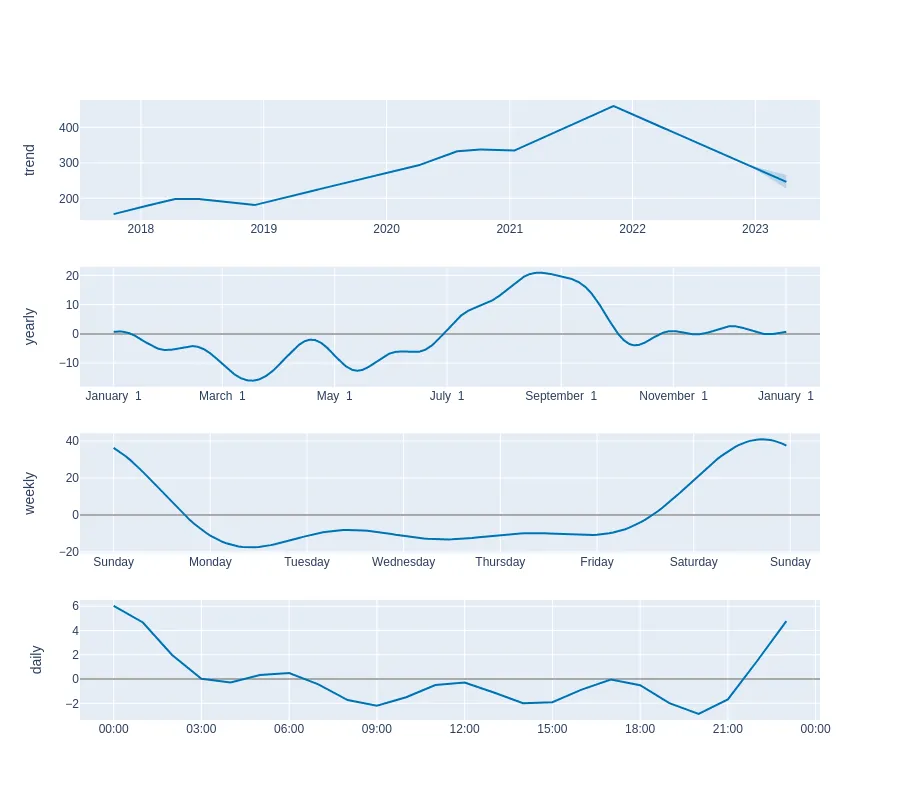 trend
400
300
200
2018 2019 2020 2021 2022 2023
yearly
20
10
0
−10
January 1 March 1 May 1 July 1 September 1 November 1 January 1
weekly
40
20
0
−20
Sunday Monday Tuesday Wednesday Thursday Friday Saturday Sunday
daily
6
4
2
0
−2
00:00 03:00 06:00 09:00 12:00 15:00 18:00 21:00 00:00